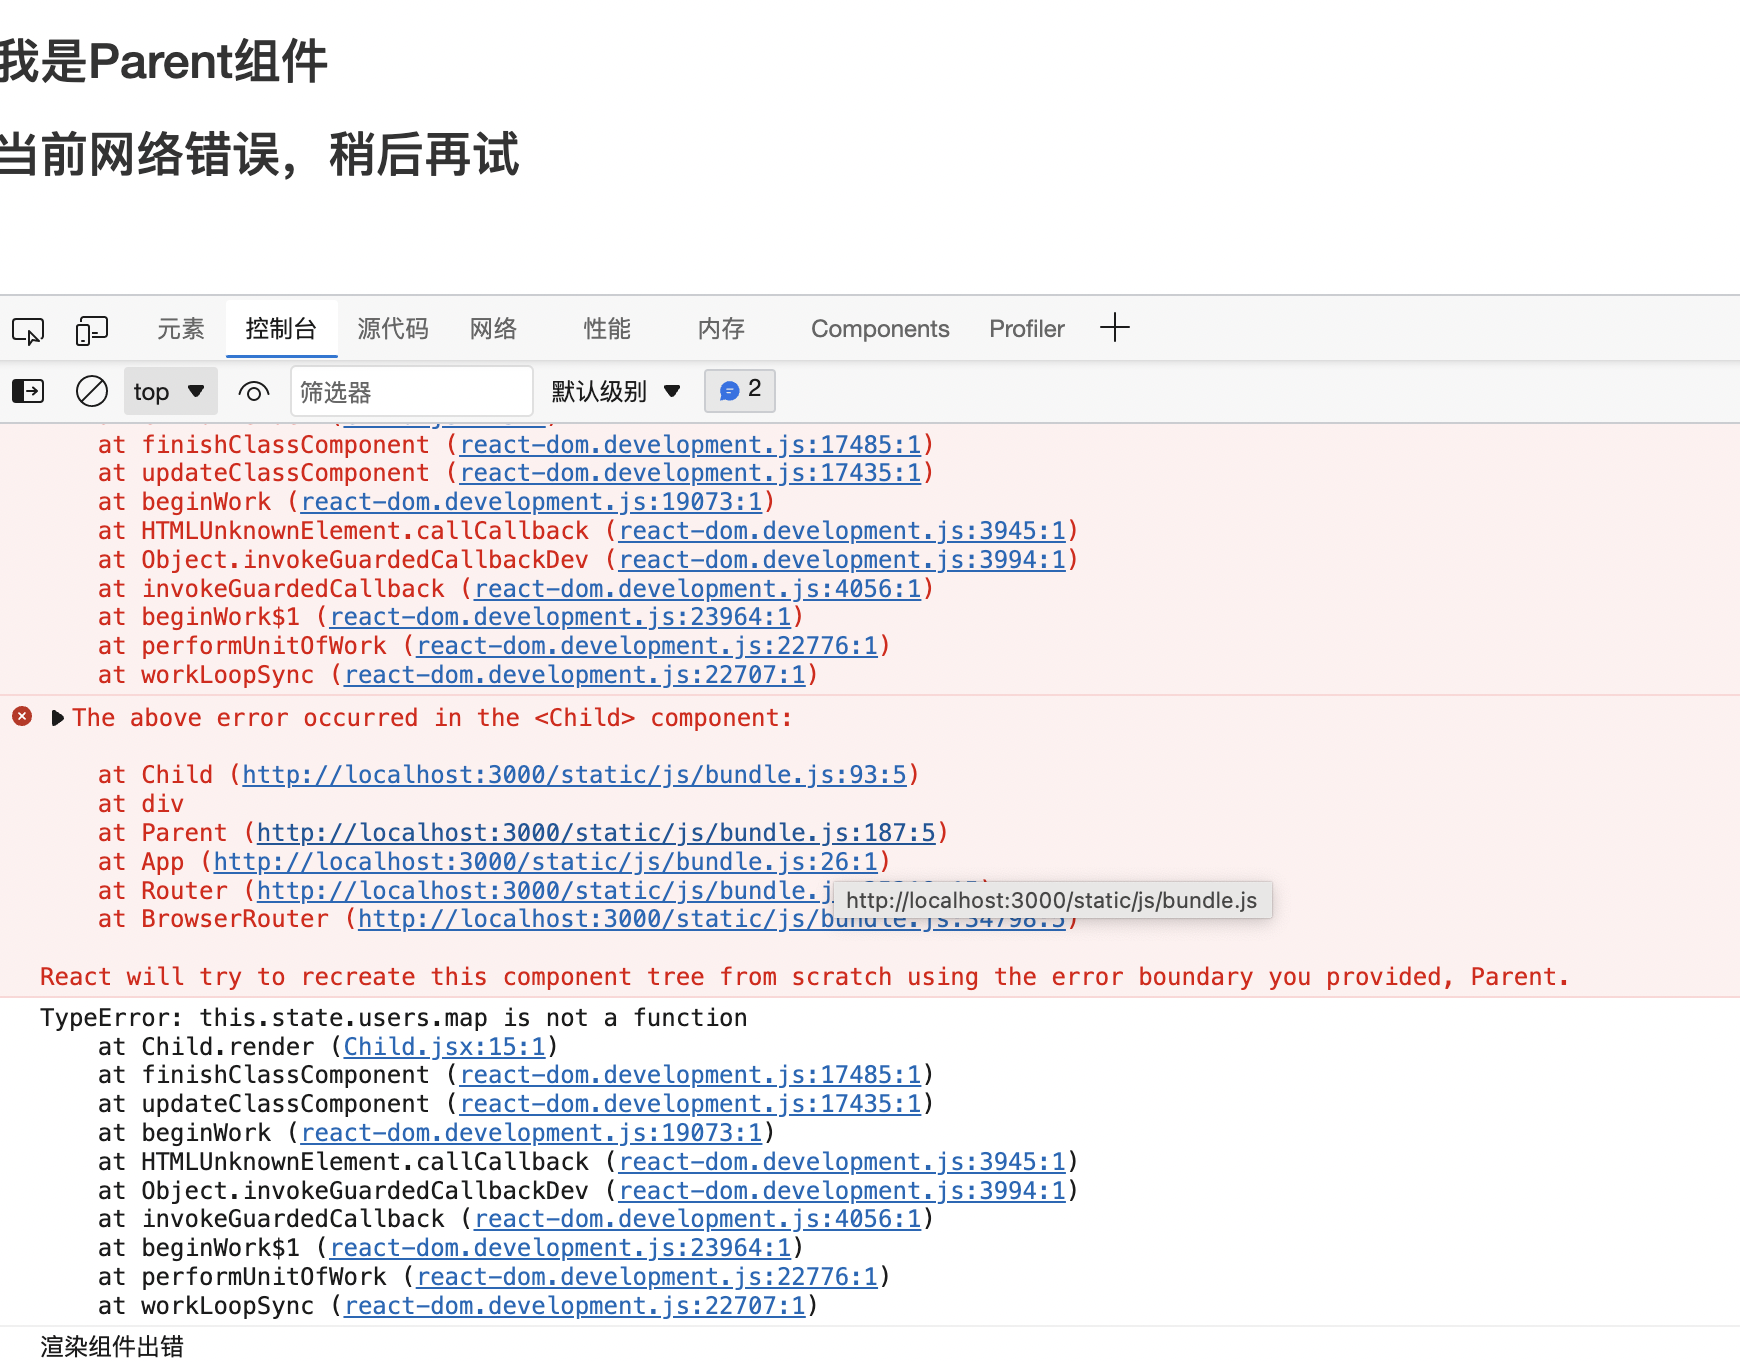 我是Parent组件
当前网络错误，稍后再试
元素 控制台 源代码 网络 性能 内存 Components Profiler
top 筛选器 默认级别 2
at finishClassComponent (react-dom.development.js:17485:1)
at updateClassComponent (react-dom.development.js:17435:1)
at beginWork (react-dom.development.js:19073:1)
at HTMLUnknownElement.callCallback (react-dom.development.js:3945:1)
at Object.invokeGuardedCallbackDev (react-dom.development.js:3994:1)
at invokeGuardedCallback (react-dom.development.js:4056:1)
at beginWork$1 (react-dom.development.js:23964:1)
at performUnitOfWork (react-dom.development.js:22776:1)
at workLoopSync (react-dom.development.js:22707:1)
The above error occurred in the <Child> component:
at Child (http://localhost:3000/static/js/bundle.js:93:5)
at div
at Parent (http://localhost:3000/static/js/bundle.js:187:5)
at App (http://localhost:3000/static/js/bundle.js:26:1)
at Router (http://localhost:3000/static/js/bundle.j
http://localhost:3000/static/js/bundle.js
at BrowserRouter (http://localhost:3000/static/js/bundle.js:34798:5)
React will try to recreate this component tree from scratch using the error boundary you provided, Parent.
TypeError: this.state.users.map is not a function
at Child.render (Child.jsx:15:1)
at finishClassComponent (react-dom.development.js:17485:1)
at updateClassComponent (react-dom.development.js:17435:1)
at beginWork (react-dom.development.js:19073:1)
at HTMLUnknownElement.callCallback (react-dom.development.js:3945:1)
at Object.invokeGuardedCallbackDev (react-dom.development.js:3994:1)
at invokeGuardedCallback (react-dom.development.js:4056:1)
at beginWork$1 (react-dom.development.js:23964:1)
at performUnitOfWork (react-dom.development.js:22776:1)
at workLoopSync (react-dom.development.js:22707:1)
渲染组件出错